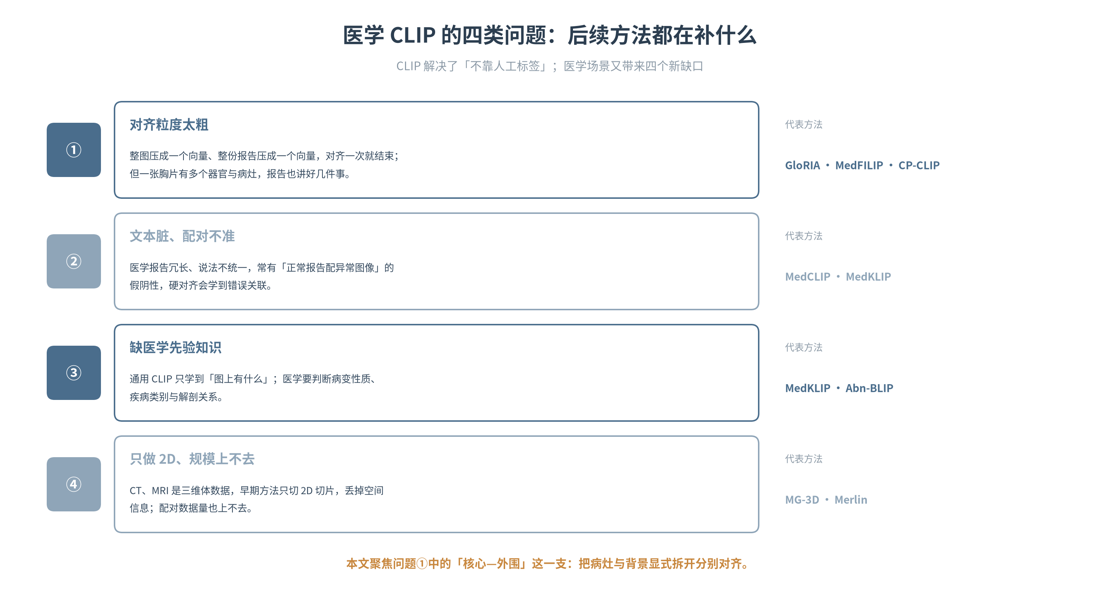 医学 CLIP 的四类问题：后续方法都在补什么
CLIP 解决了「不靠人工标签」；医学场景又带来四个新缺口
①
对齐粒度太粗
整图压成一个向量、整份报告压成一个向量，对齐一次就结束；
但一张胸片有多个器官与病灶，报告也讲好几件事。
代表方法
GloRIA · MedFILIP · CP-CLIP
②
文本脏、配对不准
医学报告冗长、说法不统一，常有「正常报告配异常图像」的
假阴性，硬对齐会学到错误关联。
代表方法
MedCLIP · MedKLIP
③
缺医学先验知识
通用 CLIP 只学到「图上有什么」；医学要判断病变性质、
疾病类别与解剖关系。
代表方法
MedKLIP · Abn-BLIP
④
只做 2D、规模上不去
CT、MRI 是三维体数据，早期方法只切 2D 切片，丢掉空间
信息；配对数据量也上不去。
代表方法
MG-3D · Merlin
本文聚焦问题①中的「核心—外围」这一支：把病灶与背景显式拆开分别对齐。